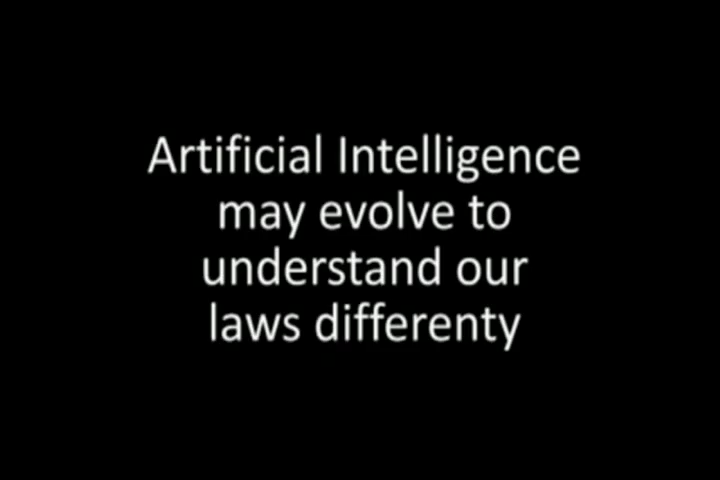 Artificial Intelligence
may evolve to
understand our
laws differenty